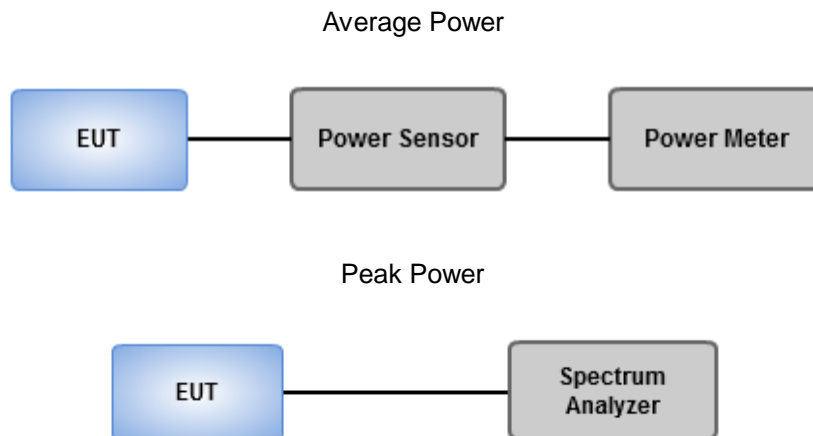 Average Power
EUT
Power Sensor
Power Meter
Peak Power
EUT
Spectrum
Analyzer